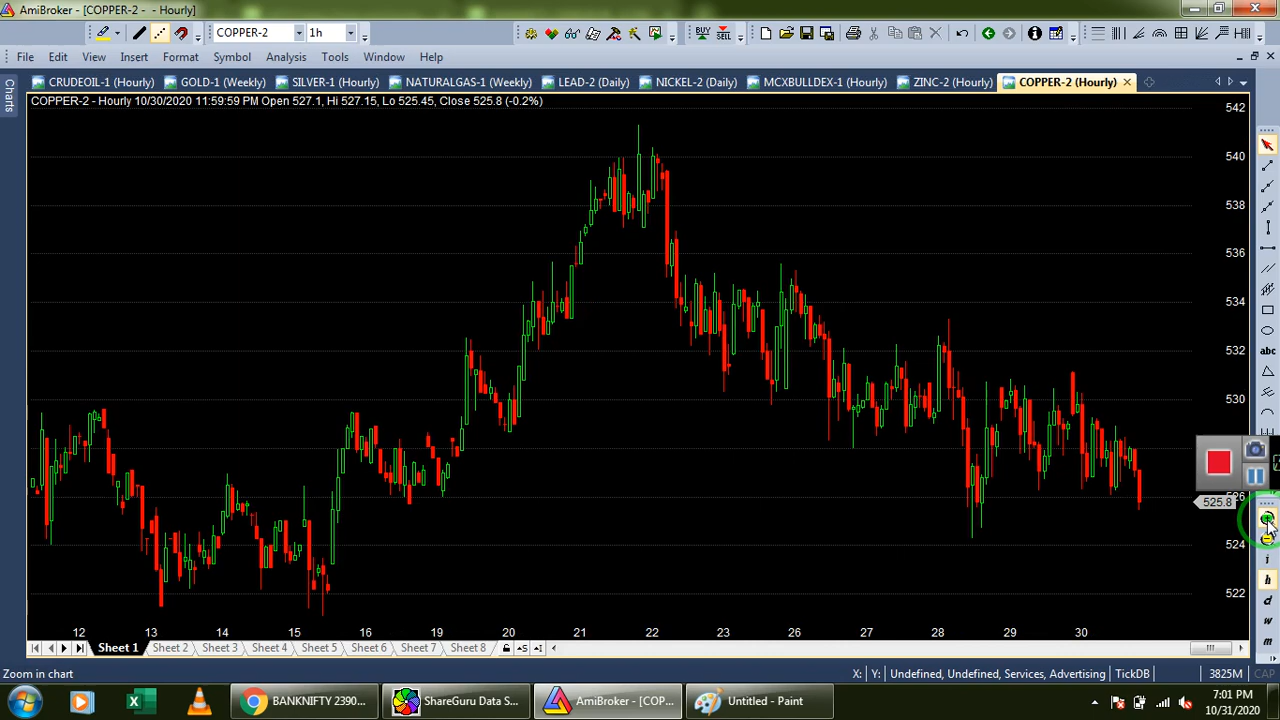 AmiBroker - [COPPER-2 - - Hourly]
COPPER-2 1h BUY SELL
File Edit View Insert Format Symbol Analysis Tools Window Help
CRUDEOIL-1 (Hourly) GOLD-1 (Weekly) SILVER-1 (Hourly) NATURALGAS-1 (Weekly) LEAD-2 (Daily) NICKEL-2 (Daily) MCXBULLDEX-1 (Hourly) ZINC-2 (Hourly) COPPER-2 (Hourly)
Charts
COPPER-2 - Hourly 10/30/2020 11:59:59 PM Open 527.1, Hi 527.15, Lo 525.45, Close 525.8 (-0.2%)
542
540
538
536
534
532
abc
530
526
525.8
524
i
h
522
d
w
m
12 13 14 15 16 19 20 21 22 23 26 27 28 29 30
Sheet 1 Sheet 2 Sheet 3 Sheet 4 Sheet 5 Sheet 6 Sheet 7 Sheet 8
Zoom in chart X: Y: Undefined, Undefined, Services, Advertising TickDB 3825M CAP
BANKNIFTY 2390... ShareGuru Data S... AmiBroker - [COP... Untitled - Paint
7:01 PM
10/31/2020